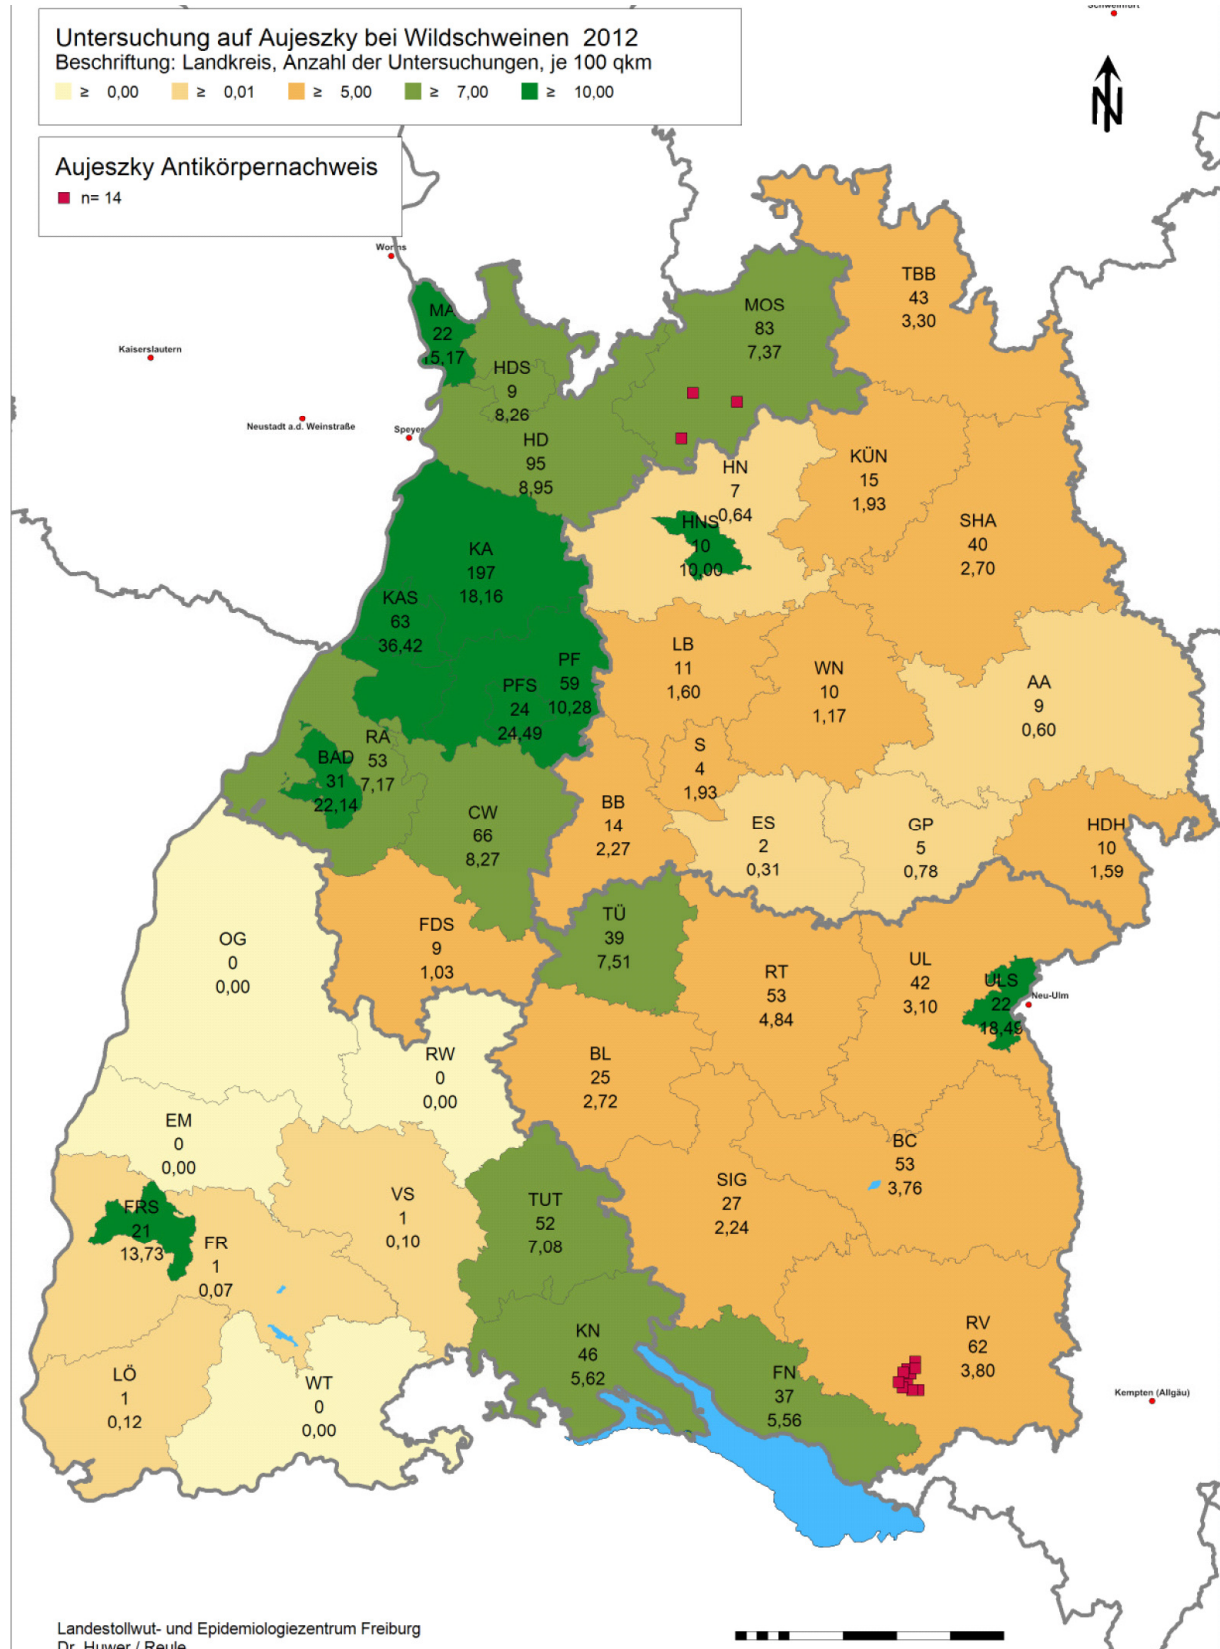 Schweinfurt
Untersuchung auf Aujeszky bei Wildschweinen 2012
Beschriftung: Landkreis, Anzahl der Untersuchungen, je 100 qkm
≥ 0,00 ≥ 0,01 ≥ 5,00 ≥ 7,00 ≥ 10,00
N
Aujeszky Antikörpernachweis
n= 14
Worms
Kaiserslautern
Neustadt a.d. Weinstraße
Speyer
TBB
43
3,30
MA
22
15,17
MOS
83
7,37
HDS
9
8,26
HD
95
8,95
HN
7
0,64
KÜN
15
1,93
HNS
10
10,00
SHA
40
2,70
KA
197
18,16
KAS
63
36,42
LB
11
1,60
WN
10
1,17
PF
59
10,28
PFS
24
24,49
AA
9
0,60
RA
53
7,17
BAD
31
22,14
S
4
1,93
BB
14
2,27
CW
66
8,27
ES
2
0,31
GP
5
0,78
HDH
10
1,59
TÜ
39
7,51
FDS
9
1,03
OG
0
0,00
RT
53
4,84
UL
42
3,10
ULS
22
18,49
Neu-Ulm
RW
0
0,00
BL
25
2,72
EM
0
0,00
BC
53
3,76
SIG
27
2,24
VS
1
0,10
TUT
52
7,08
FRS
21
13,73
FR
1
0,07
KN
46
5,62
RV
62
3,80
LÖ
1
0,12
WT
0
0,00
FN
37
5,56
Kempten (Allgäu)
Landestollwut- und Epidemiologiezentrum Freiburg
Dr. Huwer / Reule